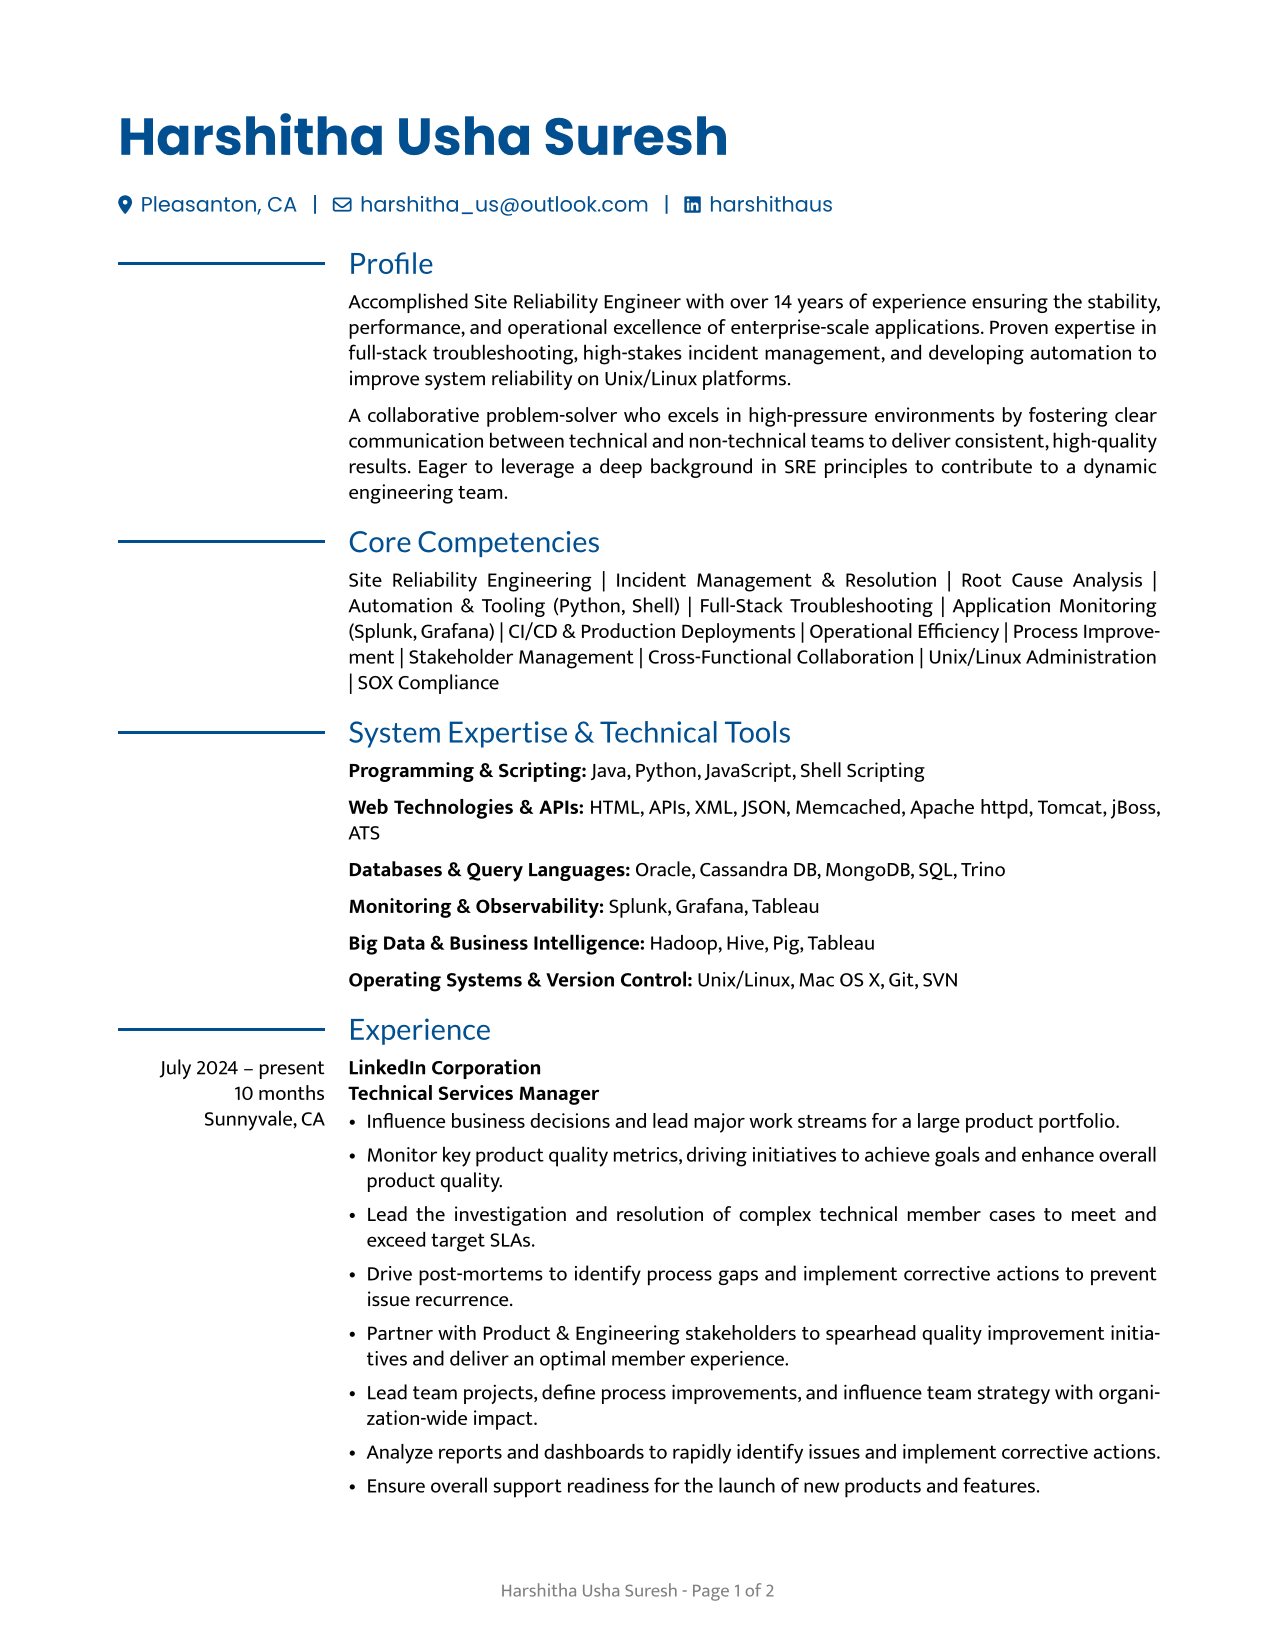 Harshitha Usha Suresh
Pleasanton, CA | harshitha_us@outlook.com | harshithaus
Profile
Accomplished Site Reliability Engineer with over 14 years of experience ensuring the stability,
performance, and operational excellence of enterprise-scale applications. Proven expertise in
full-stack troubleshooting, high-stakes incident management, and developing automation to
improve system reliability on Unix/Linux platforms.
A collaborative problem-solver who excels in high-pressure environments by fostering clear
communication between technical and non-technical teams to deliver consistent, high-quality
results. Eager to leverage a deep background in SRE principles to contribute to a dynamic
engineering team.
Core Competencies
Site Reliability Engineering | Incident Management & Resolution | Root Cause Analysis |
Automation & Tooling (Python, Shell) | Full-Stack Troubleshooting | Application Monitoring
(Splunk, Grafana) | CI/CD & Production Deployments | Operational Efficiency | Process Improve-
ment | Stakeholder Management | Cross-Functional Collaboration | Unix/Linux Administration
| SOX Compliance
System Expertise & Technical Tools
Programming & Scripting: Java, Python, JavaScript, Shell Scripting
Web Technologies & APIs: HTML, APIs, XML, JSON, Memcached, Apache httpd, Tomcat, jBoss,
ATS
Databases & Query Languages: Oracle, Cassandra DB, MongoDB, SQL, Trino
Monitoring & Observability: Splunk, Grafana, Tableau
Big Data & Business Intelligence: Hadoop, Hive, Pig, Tableau
Operating Systems & Version Control: Unix/Linux, Mac OS X, Git, SVN
Experience
July 2024 – present
10 months
Sunnyvale, CA
LinkedIn Corporation
Technical Services Manager
• Influence business decisions and lead major work streams for a large product portfolio.
• Monitor key product quality metrics, driving initiatives to achieve goals and enhance overall
product quality.
• Lead the investigation and resolution of complex technical member cases to meet and
exceed target SLAs.
• Drive post-mortems to identify process gaps and implement corrective actions to prevent
issue recurrence.
• Partner with Product & Engineering stakeholders to spearhead quality improvement initia-
tives and deliver an optimal member experience.
• Lead team projects, define process improvements, and influence team strategy with organi-
zation-wide impact.
• Analyze reports and dashboards to rapidly identify issues and implement corrective actions.
• Ensure overall support readiness for the launch of new products and features.
Harshitha Usha Suresh - Page 1 of 2